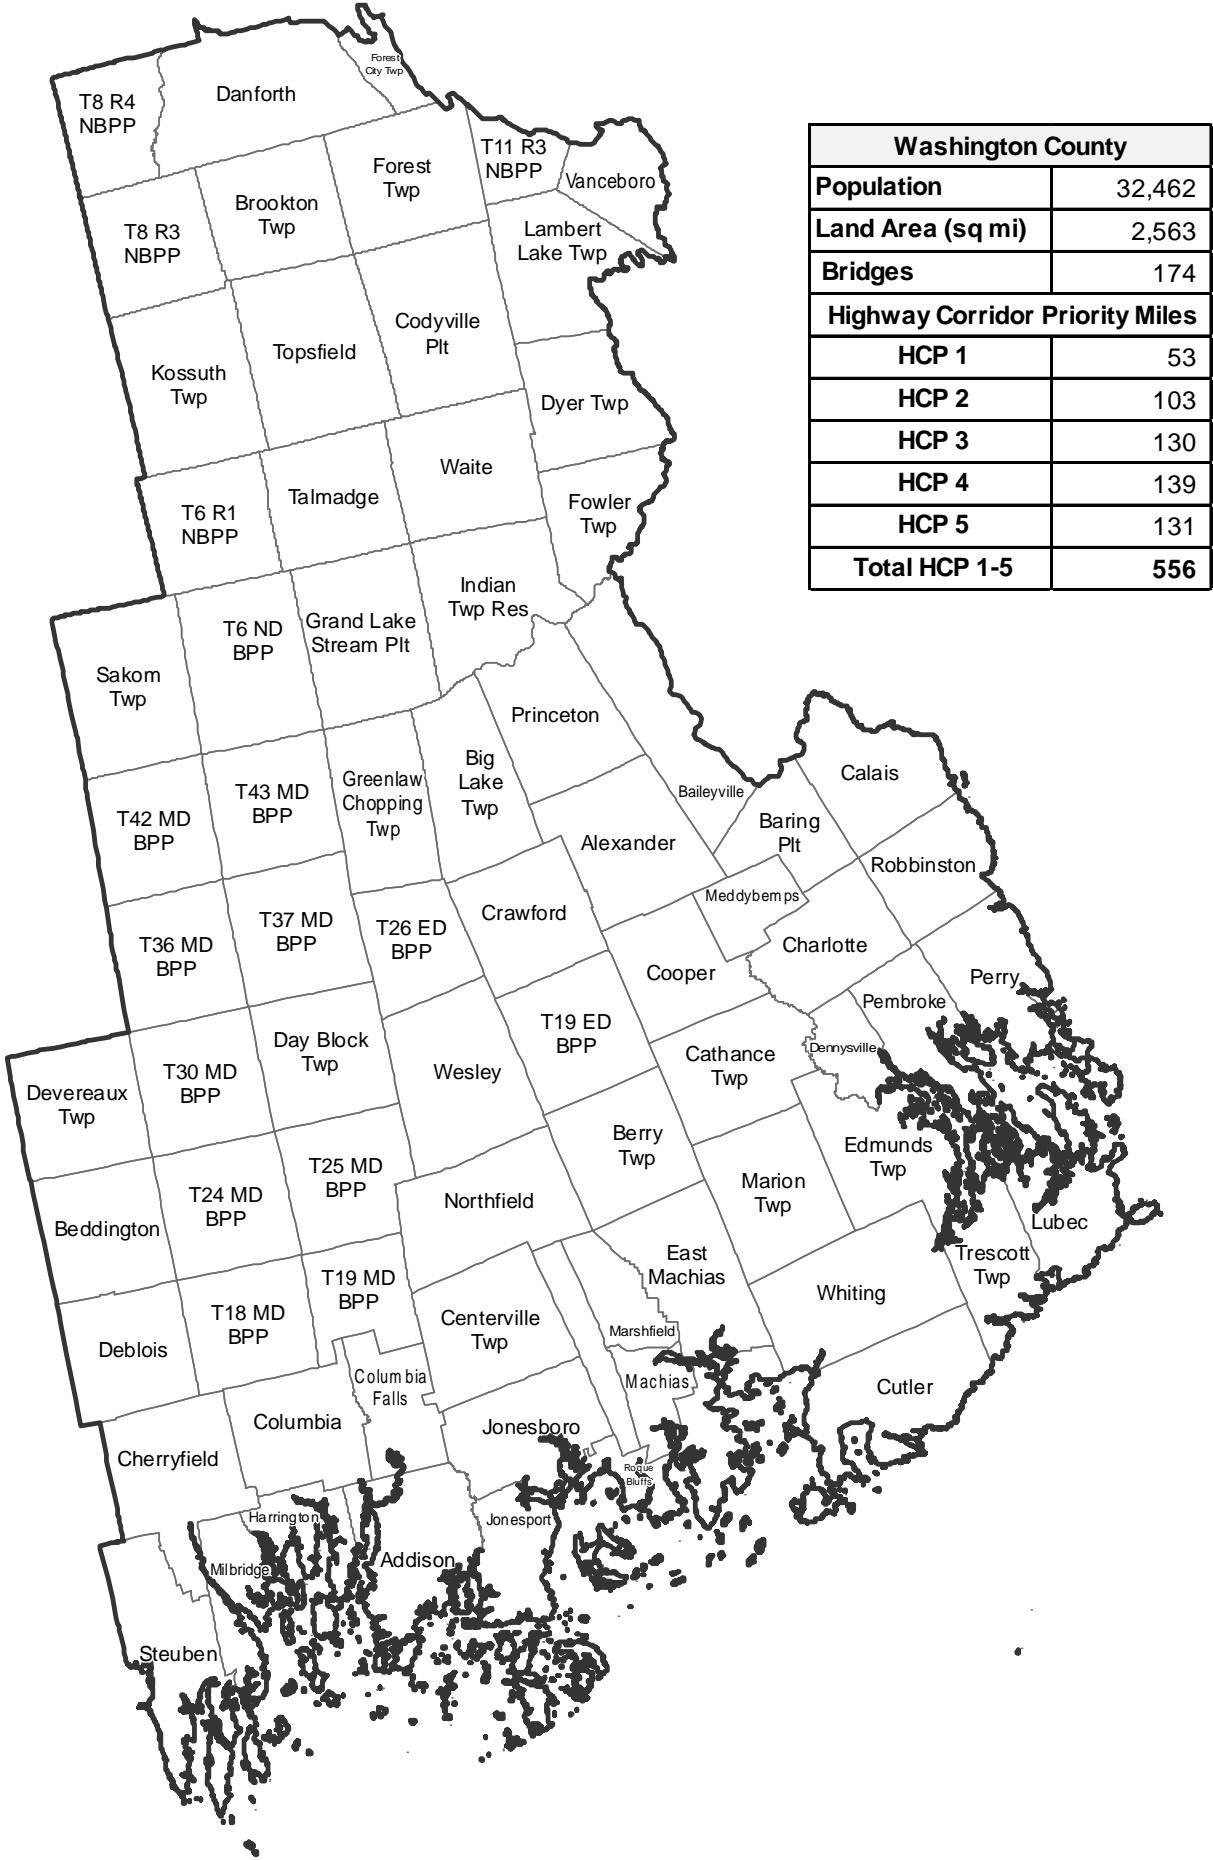 Forest
City Twp
Danforth
T8 R4
NBPP
T11 R3
NBPP
Forest
Twp
Vanceboro
Brookton
Twp
T8 R3
NBPP
Lambert
Lake Twp
Codyville
Plt
Topsfield
Kossuth
Twp
Dyer Twp
Waite
Talmadge
T6 R1
NBPP
Fowler
Twp
Indian
Twp Res
Grand Lake
Stream Plt
T6 ND
BPP
Sakom
Twp
Princeton
Big
Lake
Twp
Greenlaw
Chopping
Twp
T43 MD
BPP
T42 MD
BPP
Baileyville
Calais
Baring
Plt
Alexander
Robbinston
Meddybemps
Crawford
T26 ED
BPP
T37 MD
BPP
T36 MD
BPP
Charlotte
Cooper
Perry
Pembroke
T19 ED
BPP
Dennysville
Cathance
Twp
Day Block
Twp
Wesley
T30 MD
BPP
Devereaux
Twp
Berry
Twp
Edmunds
Twp
Marion
Twp
T25 MD
BPP
T24 MD
BPP
Northfield
Beddington
Lubec
Trescott
Twp
East
Machias
Whiting
T19 MD
BPP
T18 MD
BPP
Centerville
Twp
Marshfield
Deblois
Columbia
Falls
Machias
Cutler
Columbia
Jonesboro
Cherryfield
Roque
Bluffs
Harrington
Jonesport
Addison
Milbridge
Steuben
Washington County
Population 32,462
Land Area (sq mi) 2,563
Bridges 174
Highway Corridor Priority Miles
HCP 1 53
HCP 2 103
HCP 3 130
HCP 4 139
HCP 5 131
Total HCP 1-5 556